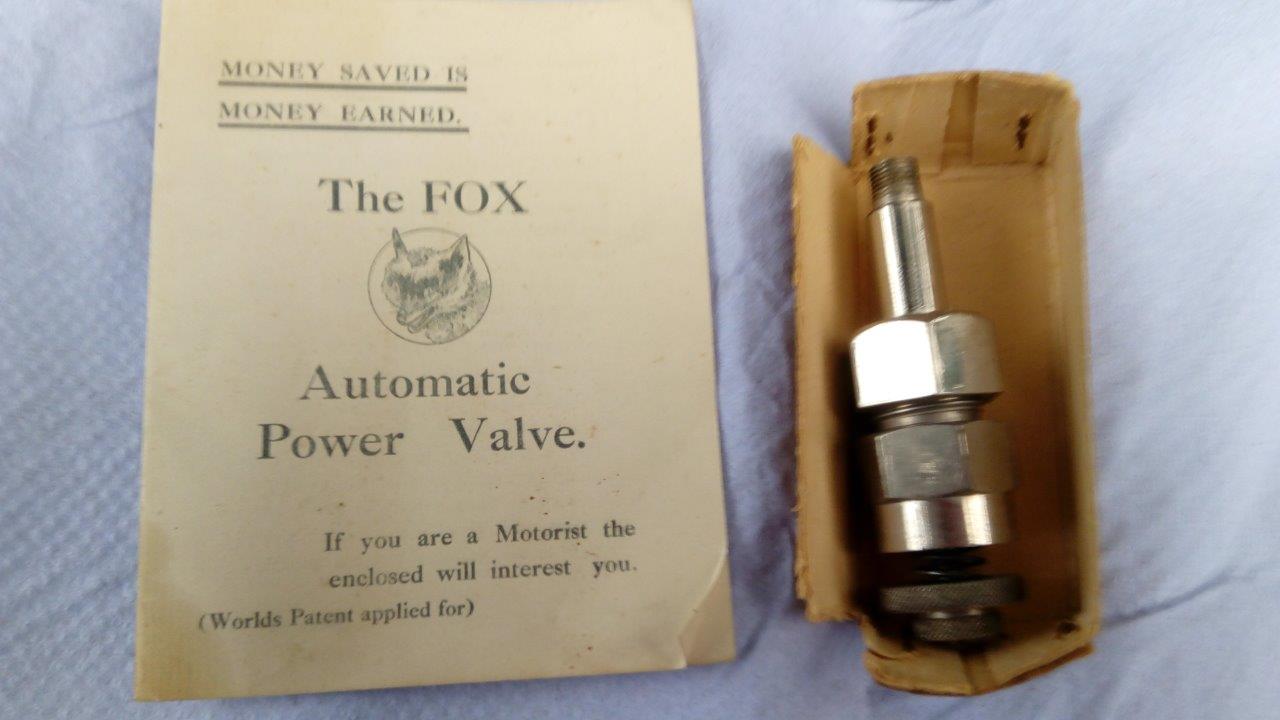 MONEY SAVED IS
MONEY EARNED.
The FOX
Automatic
Power Valve.
If you are a Motorist the
enclosed will interest you.
(Worlds Patent applied for)